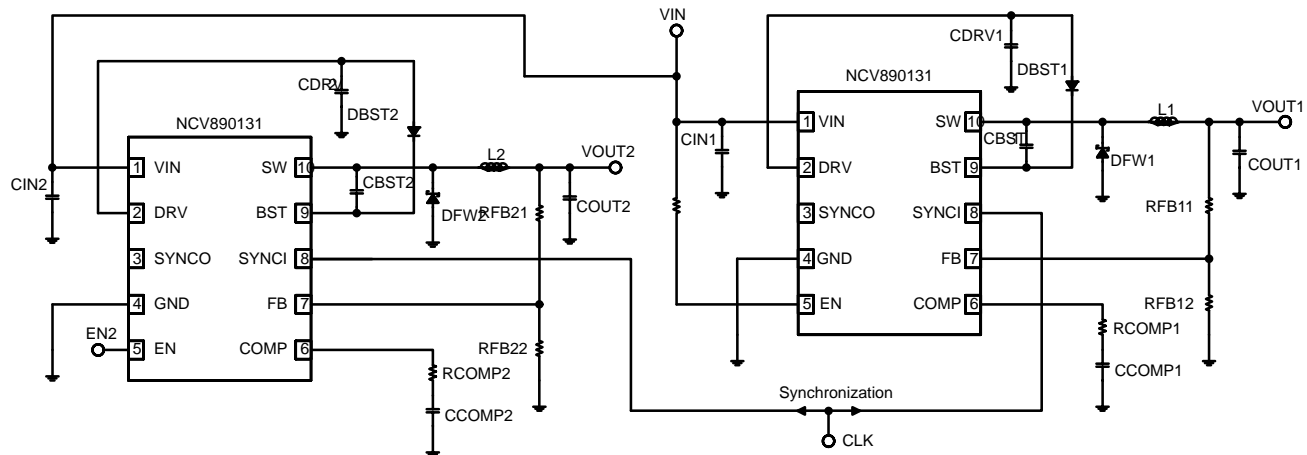 VIN
CDRV1
DBST1
NCV890131
L1
VOUT1
1 VIN
SW 10
CIN1
CBST1
DFW1
COUT1
2 DRV
BST 9
3 SYNCO
SYNCI 8
RFB11
4 GND
FB 7
5 EN
COMP 6
RFB12
RCOMP1
CCOMP1
CDRV2
DBST2
NCV890131
L2
VOUT2
1 VIN
SW 10
CIN2
CBST2
DFW2
COUT2
2 DRV
BST 9
RFB21
3 SYNCO
SYNCI 8
4 GND
FB 7
EN2
5 EN
COMP 6
RFB22
RCOMP2
CCOMP2
Synchronization
CLK